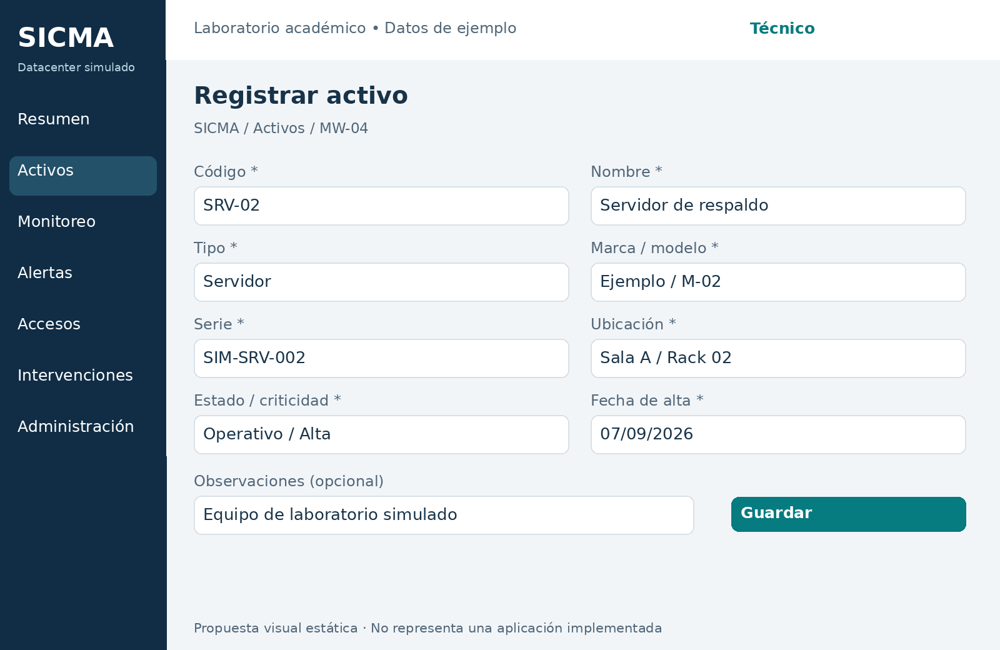 SICMA
Datacenter simulado
Resumen
Activos
Monitoreo
Alertas
Accesos
Intervenciones
Administración
Laboratorio académico • Datos de ejemplo
Técnico
Registrar activo
SICMA / Activos / MW-04
Código *
SRV-02
Nombre *
Servidor de respaldo
Tipo *
Servidor
Marca / modelo *
Ejemplo / M-02
Serie *
SIM-SRV-002
Ubicación *
Sala A / Rack 02
Estado / criticidad *
Operativo / Alta
Fecha de alta *
07/09/2026
Observaciones (opcional)
Equipo de laboratorio simulado
Guardar
Propuesta visual estática · No representa una aplicación implementada